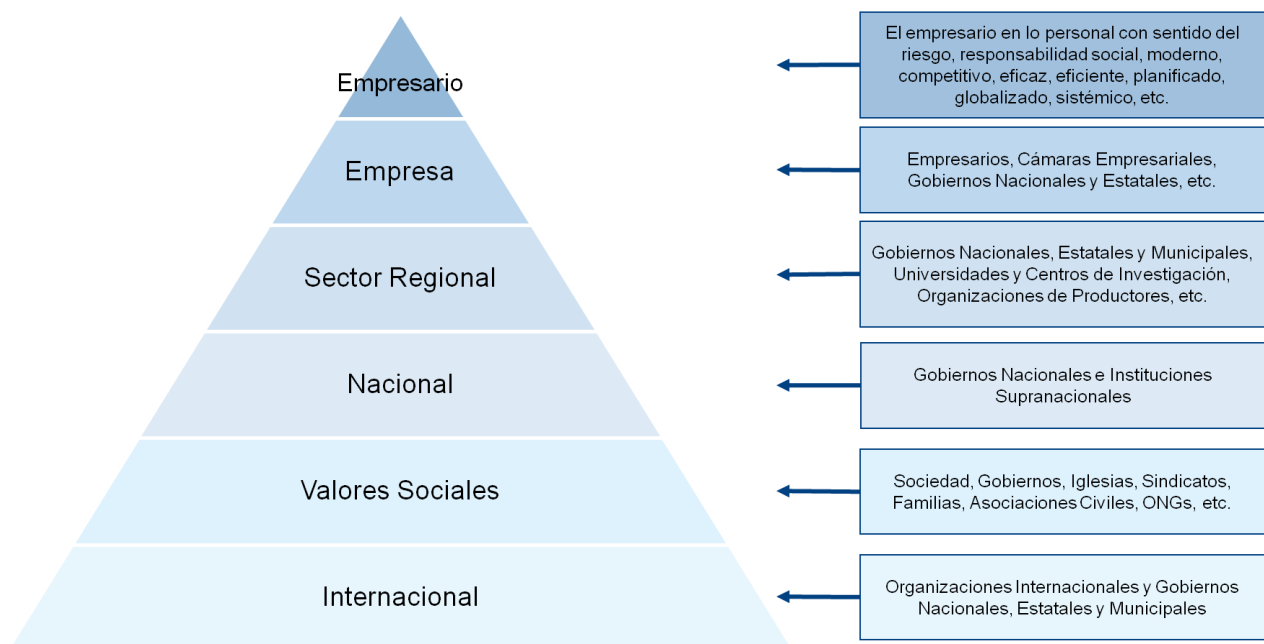 Empresario
El empresario en lo personal con sentido del
riesgo, responsabilidad social, moderno,
competitivo, eficaz, eficiente, planificado,
globalizado, sistémico, etc.
Empresa
Empresarios, Cámaras Empresariales,
Gobiernos Nacionales y Estatales, etc.
Sector Regional
Gobiernos Nacionales, Estatales y Municipales,
Universidades y Centros de Investigación,
Organizaciones de Productores, etc.
Nacional
Gobiernos Nacionales e Instituciones
Supranacionales
Valores Sociales
Sociedad, Gobiernos, Iglesias, Sindicatos,
Familias, Asociaciones Civiles, ONGs, etc.
Internacional
Organizaciones Internacionales y Gobiernos
Nacionales, Estatales y Municipales